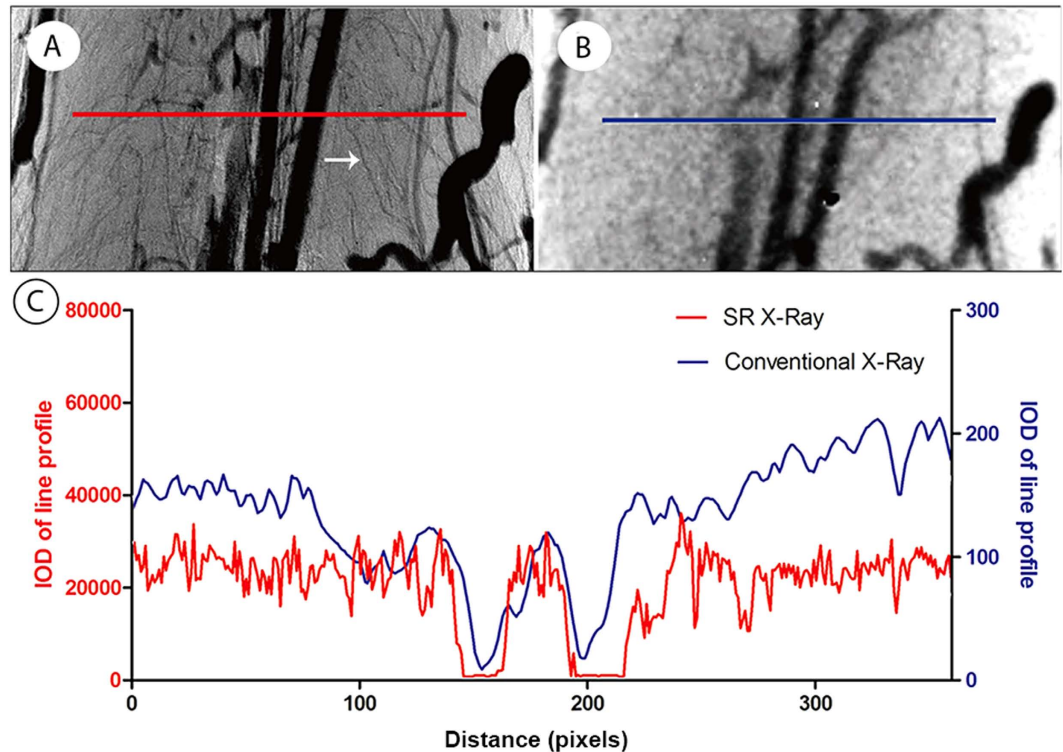 A
B
C
80000
60000
40000
20000
0
IOD of line profile
SR X-Ray
Conventional X-Ray
300
200
100
0
IOD of line profile
0
100
200
300
Distance (pixels)